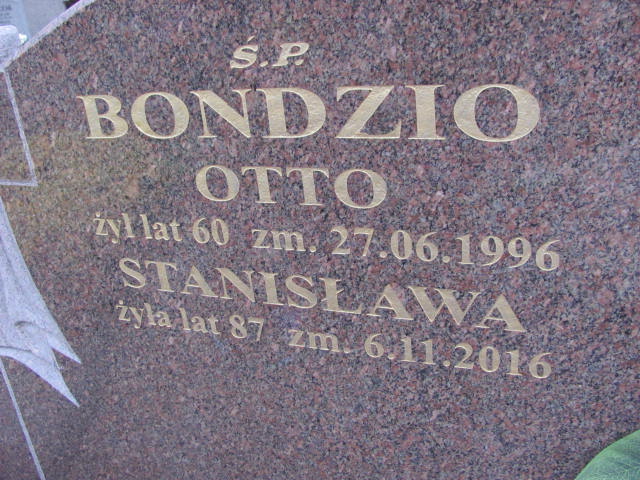 Ś.P.
BONDZIO
OTTO
żył lat 60 zm. 27.06.1996
STANISŁAWA
żyła lat 87 zm. 6.11.2016